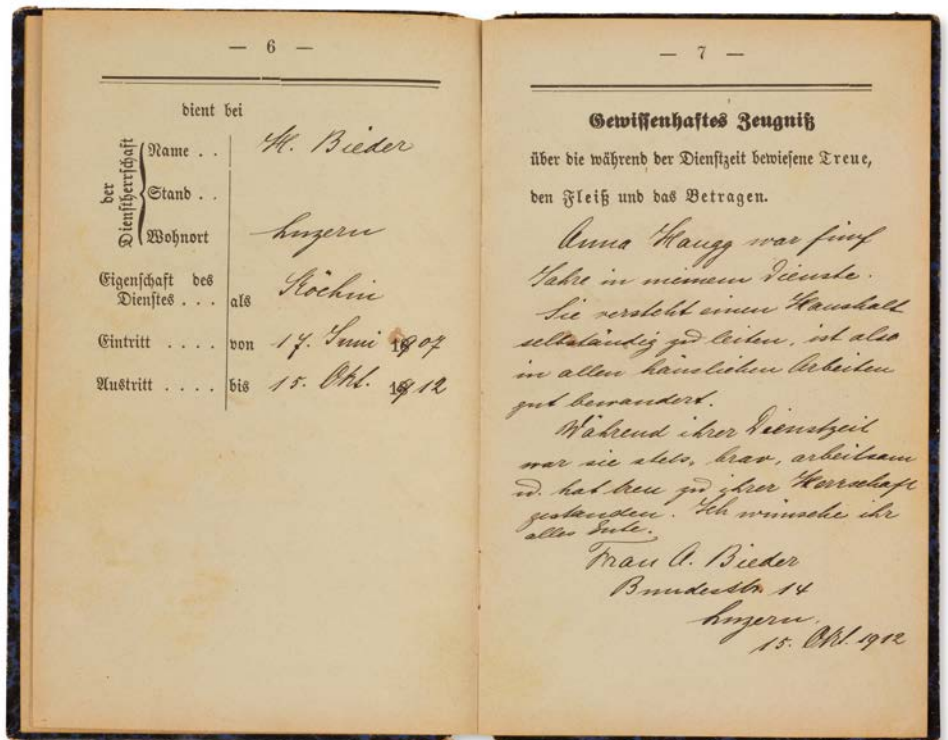 — 6 —
dient bei
der Dienstherrschaft
Name . . H. Bieder
Stand . .
Wohnort Luzern
Eigenschaft des
Dienstes . . . als Köchin
Eintritt . . . . von 17. Juni 1907
Austritt . . . . bis 15. Okt. 1912
— 7 —
Gewissenhaftes Zeugniß
über die während der Dienstzeit bewiesene Treue,
den Fleiß und das Betragen.
Anna Haugg war fünf
Jahre in meinem Dienste.
Sie versteht einen Haushalt
selbständig zu leiten, ist also
in allen häuslichen Arbeiten
gut bewandert.
Während ihrer Dienstzeit
war sie stets, brav, arbeitsam
u. hat treu zu ihrer Herrschaft
gestanden. Ich wünsche ihr
alles Gute.
Frau A. Bieder
Bundesstr. 14
Luzern.
15. Okt. 1912